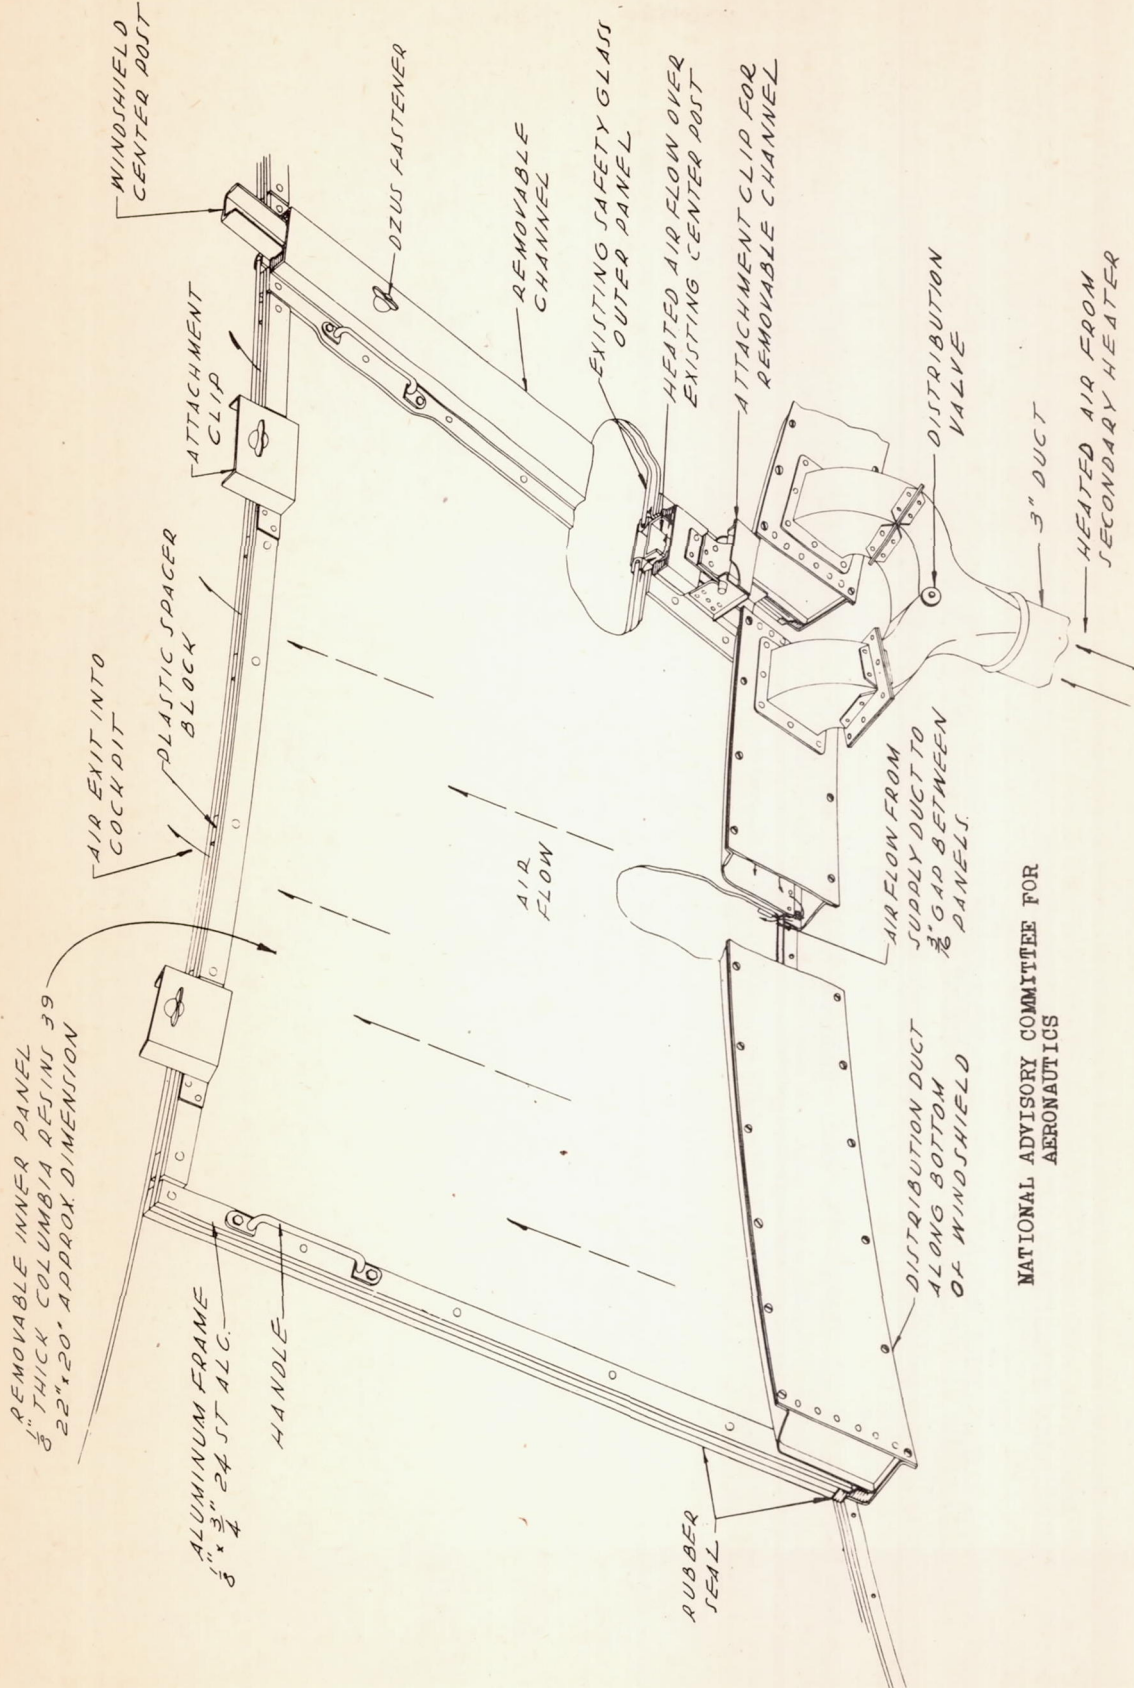 REMOVABLE INNER PANEL
1/8" THICK COLUMBIA RESINS 39
22" x 20" APPROX. DIMENSION
AIR EXIT INTO
COCKPIT
PLASTIC SPACER
BLOCK
ATTACHMENT
CLIP
WINDSHIELD
CENTER POST
DZUS FASTENER
REMOVABLE
CHANNEL
EXISTING SAFETY GLASS
OUTER PANEL
HEATED AIR FLOW OVER
EXISTING CENTER POST
ATTACHMENT CLIP FOR
REMOVABLE CHANNEL
DISTRIBUTION
VALVE
3" DUCT
HEATED AIR FROM
SECONDARY HEATER
ALUMINUM FRAME
1/8" x 3/4" 24 ST ALC.
HANDLE
AIR
FLOW
RUBBER
SEAL
AIR FLOW FROM
SUPPLY DUCT TO
3/16" GAP BETWEEN
PANELS.
DISTRIBUTION DUCT
ALONG BOTTOM
OF WINDSHIELD
NATIONAL ADVISORY COMMITTEE FOR
AERONAUTICS